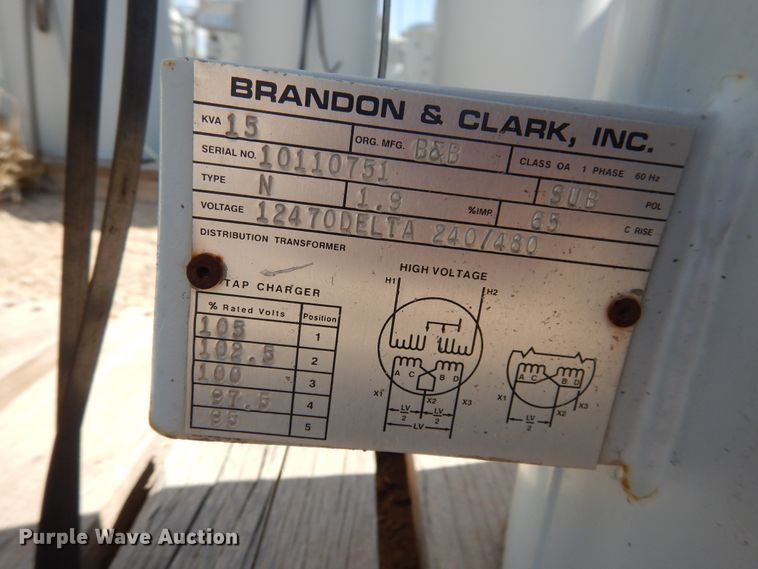 BRANDON & CLARK, INC.
KVA 15 ORG. MFG. B&B CLASS OA 1 PHASE 60 Hz
SERIAL NO. 10110751 SUB POL
TYPE N 1.9 %IMP. 65 C RISE
VOLTAGE 12470DELTA 240/480
DISTRIBUTION TRANSFORMER
TAP CHARGER
% Rated Volts Position
105 1
102.5 2
100 3
97.5 4
95 5
HIGH VOLTAGE
H1 H2
A C B D
X1 X2 X3
LV/2 LV/2
LV
A C B D
X1 X2 X3
LV/2
Purple Wave Auction